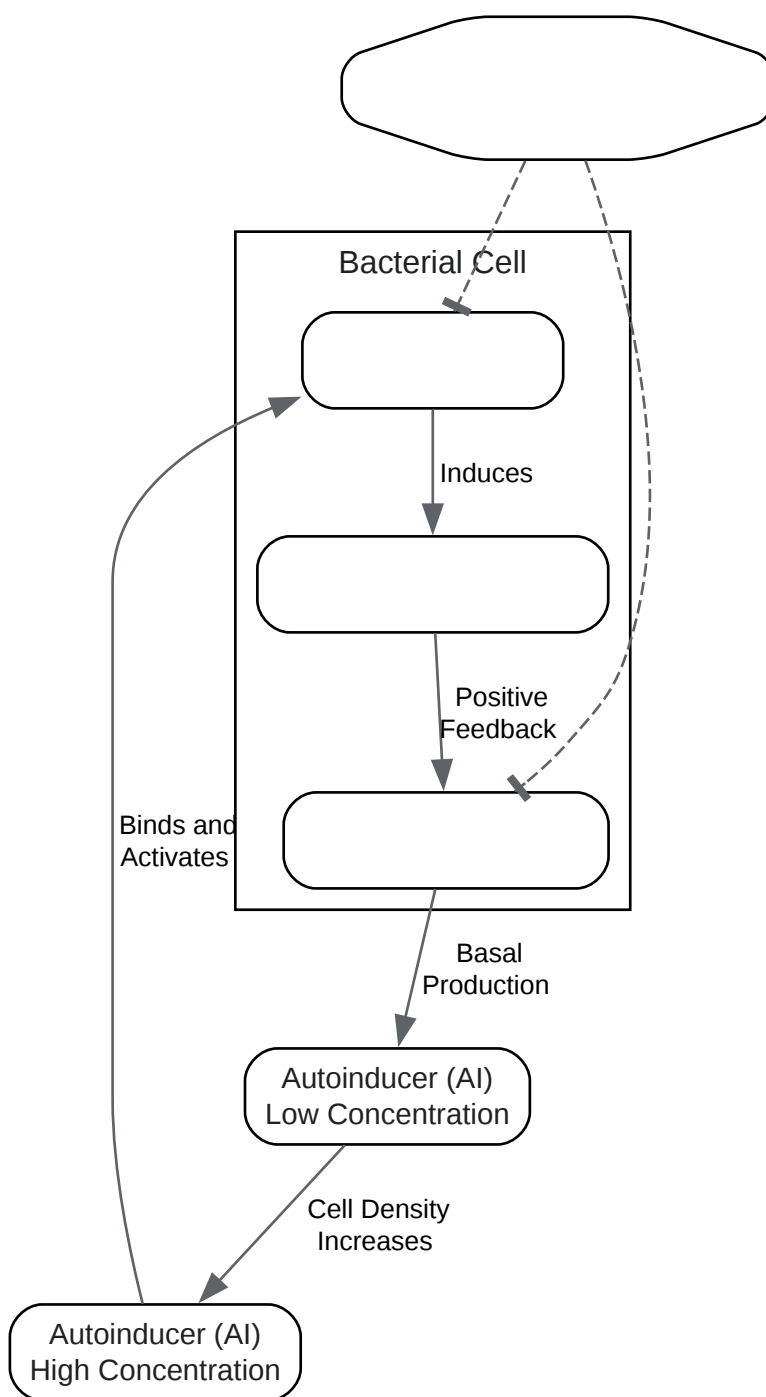 Bacterial Cell
Induces
Positive
Feedback
Binds and
Activates
Basal
Production
Autoinducer (AI)
Low Concentration
Cell Density
Increases
Autoinducer (AI)
High Concentration